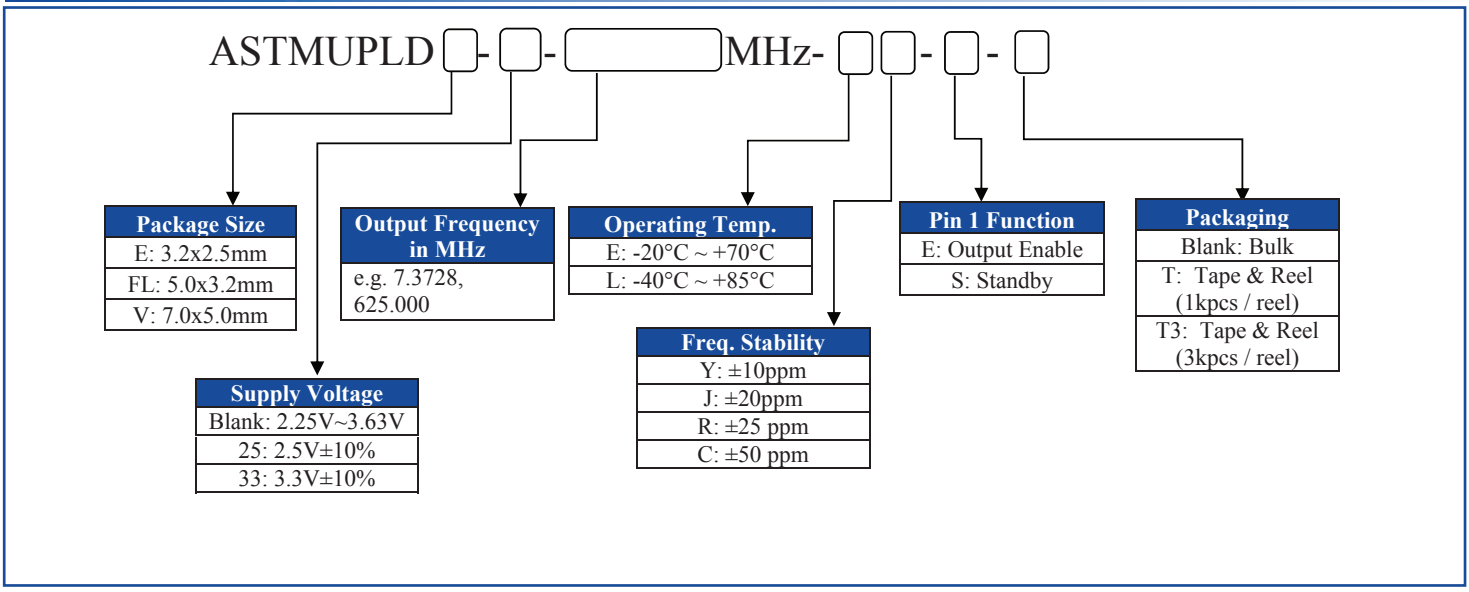 ASTMUPLD - - MHz- - -
Package Size
E: 3.2x2.5mm
FL: 5.0x3.2mm
V: 7.0x5.0mm
Supply Voltage
Blank: 2.25V~3.63V
25: 2.5V±10%
33: 3.3V±10%
Output Frequency
in MHz
e.g. 7.3728,
625.000
Operating Temp.
E: -20°C ~ +70°C
L: -40°C ~ +85°C
Freq. Stability
Y: ±10ppm
J: ±20ppm
R: ±25 ppm
C: ±50 ppm
Pin 1 Function
E: Output Enable
S: Standby
Packaging
Blank: Bulk
T: Tape & Reel
(1kpcs / reel)
T3: Tape & Reel
(3kpcs / reel)